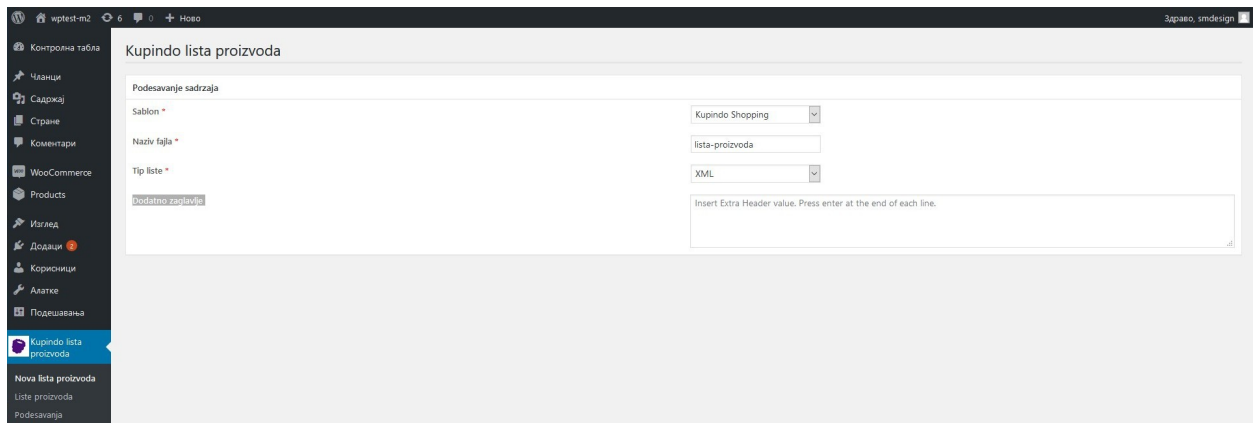 wptest-m2 6 0 + Ново Здраво, smdesign
Контролна табла
Чланци
Садржај
Стране
Коментари
WooCommerce
Products
Изглед
Додаци 2
Корисници
Алатке
Подешавања
Kupindo lista
proizvoda
Nova lista proizvoda
Liste proizvoda
Podesavanja
Kupindo lista proizvoda
Podesavanje sadrzaja
Sablon * Kupindo Shopping
Naziv fajla * lista-proizvoda
Tip liste * XML
Dodatno zaglavlje Insert Extra Header value. Press enter at the end of each line.